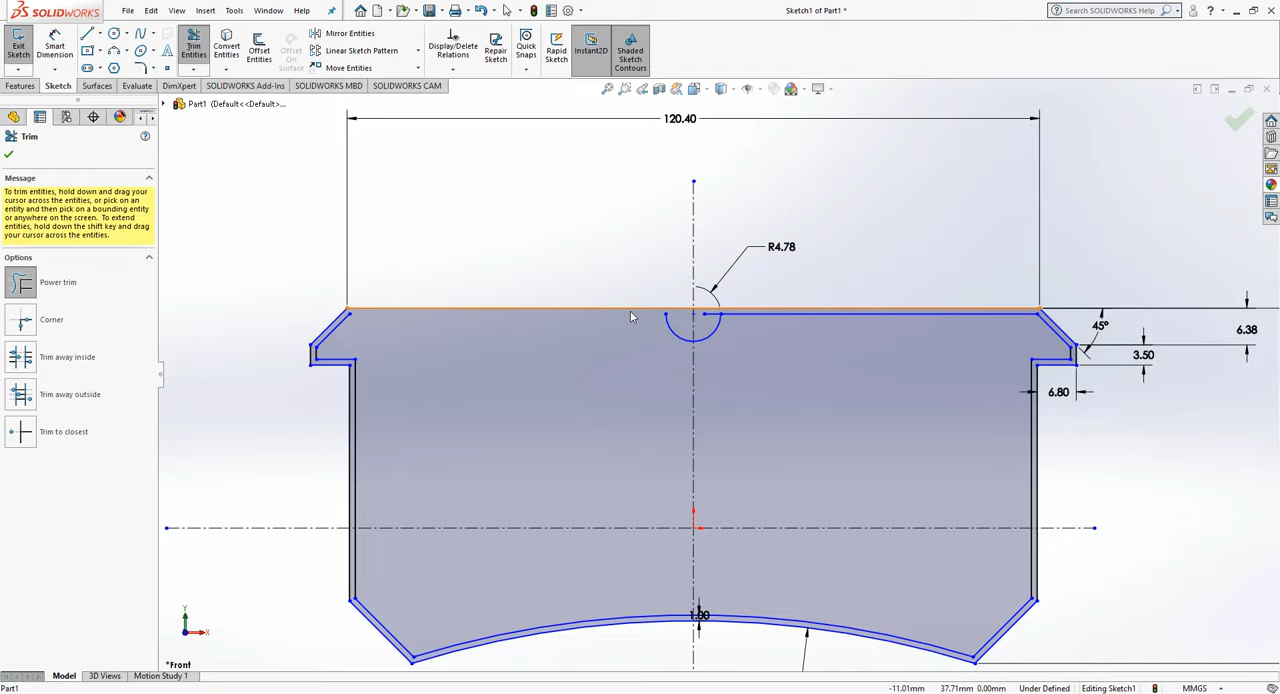 SOLIDWORKS File Edit View Insert Tools Window Help Sketch1 of Part1 * Search SOLIDWORKS Help
Exit Sketch
Smart Dimension
Trim Entities
Convert Entities
Offset Entities
Offset On Surface
Mirror Entities
Linear Sketch Pattern
Move Entities
Display/Delete Relations
Repair Sketch
Quick Snaps
Rapid Sketch
Instant2D
Shaded Sketch Contours
Features Sketch Surfaces Evaluate DimXpert SOLIDWORKS Add-Ins SOLIDWORKS MBD SOLIDWORKS CAM
Part1 (Default<<Default>...
Trim
Message
To trim entities, hold down and drag your
cursor across the entities, or pick on an
entity and then pick on a bounding entity
or anywhere on the screen. To extend
entities, hold down the shift key and drag
your cursor across the entities.
Options
Power trim
Corner
Trim away inside
Trim away outside
Trim to closest
120.40
R4.78
45°
6.38
3.50
6.80
1.00
Y
X
*Front
Model 3D Views Motion Study 1
Part1 -11.01mm 37.71mm 0.00mm Under Defined Editing Sketch1 MMGS